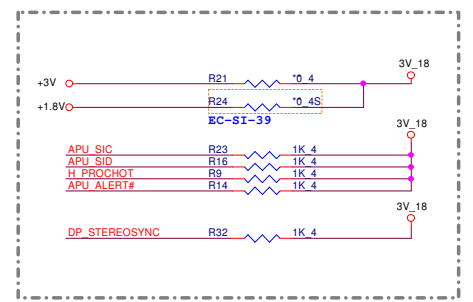 3V_18
+3V R21 *0_4
+1.8V R24 *0_4S
EC-SI-39
3V_18
APU_SIC R23 1K_4
APU_SID R16 1K_4
H_PROCHOT R9 1K_4
APU_ALERT# R14 1K_4
3V_18
DP_STEREOSYNC R32 1K_4